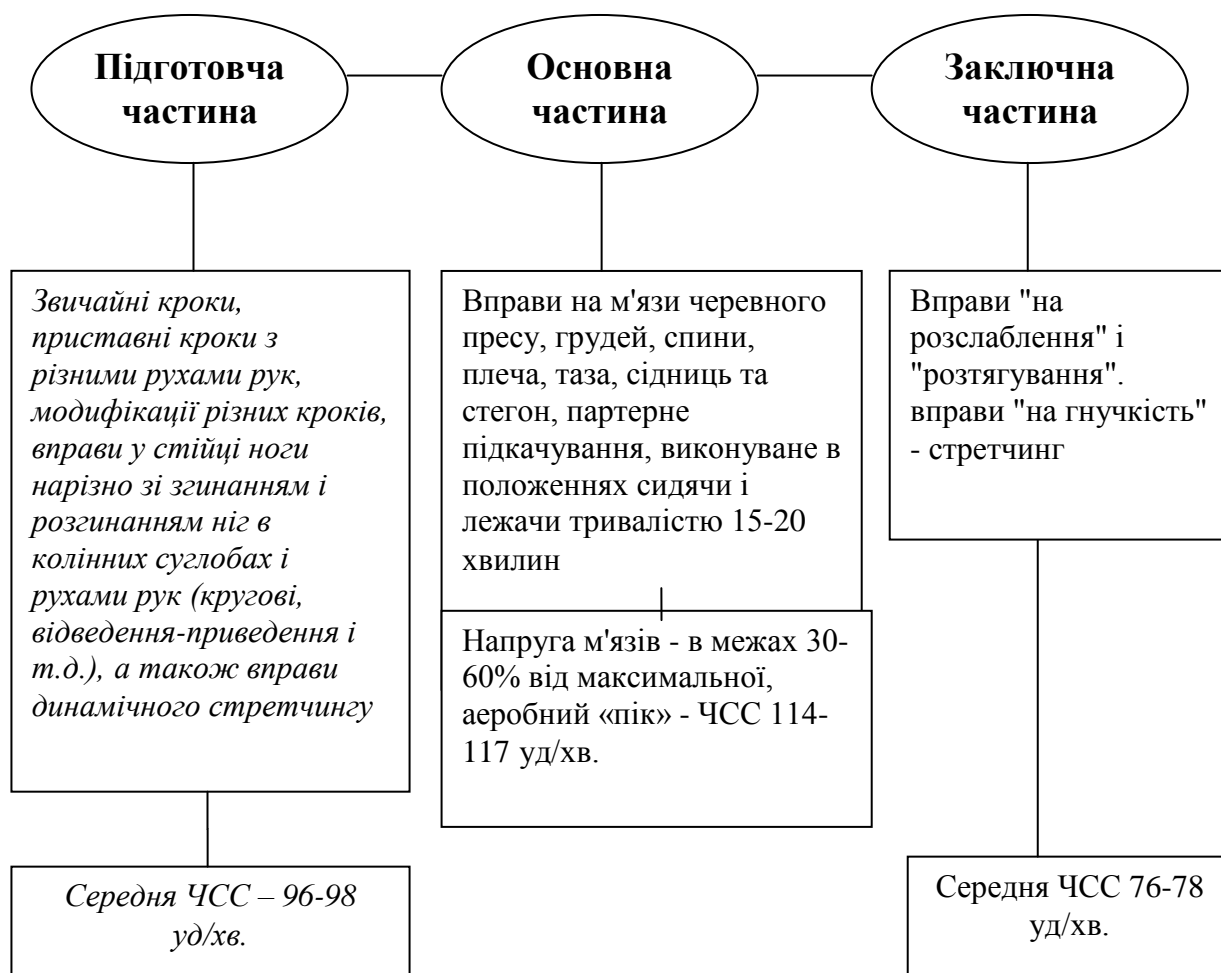 Підготовча
частина
Основна
частина
Заключна
частина
Звичайні кроки,
приставні кроки з
різними рухами рук,
модифікації різних кроків,
вправи у стійці ноги
нарізно зі згинанням і
розгинанням ніг в
колінних суглобах і
рухами рук (кругові,
відведення-приведення і
т.д.), а також вправи
динамічного стретчингу
Середня ЧСС – 96-98
уд/хв.
Вправи на м'язи черевного
пресу, грудей, спини,
плеча, таза, сідниць та
стегон, партерне
підкачування, виконуване в
положеннях сидячи і
лежачи тривалістю 15-20
хвилин
Напруга м'язів - в межах 30-
60% від максимальної,
аеробний «пік» - ЧСС 114-
117 уд/хв.
Вправи "на
розслаблення" і
"розтягування".
вправи "на гнучкість"
- стретчинг
Середня ЧСС 76-78
уд/хв.